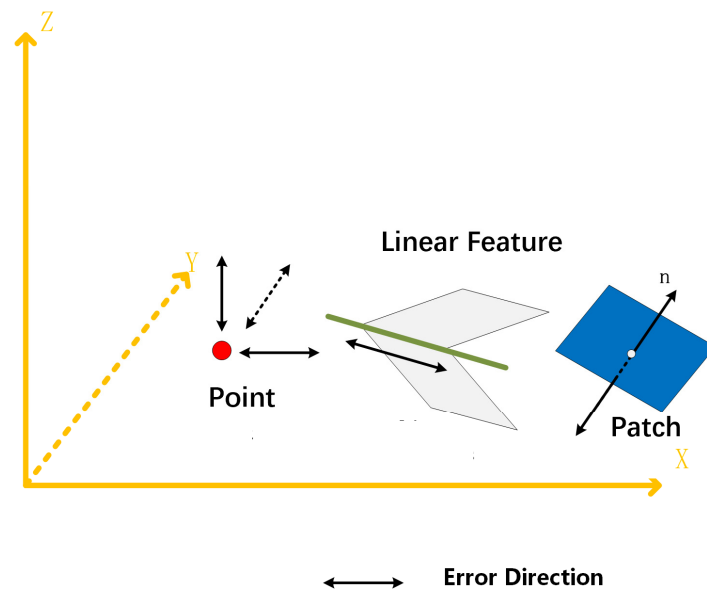 Z
Linear Feature
Y
n
Point
Patch
X
Error Direction